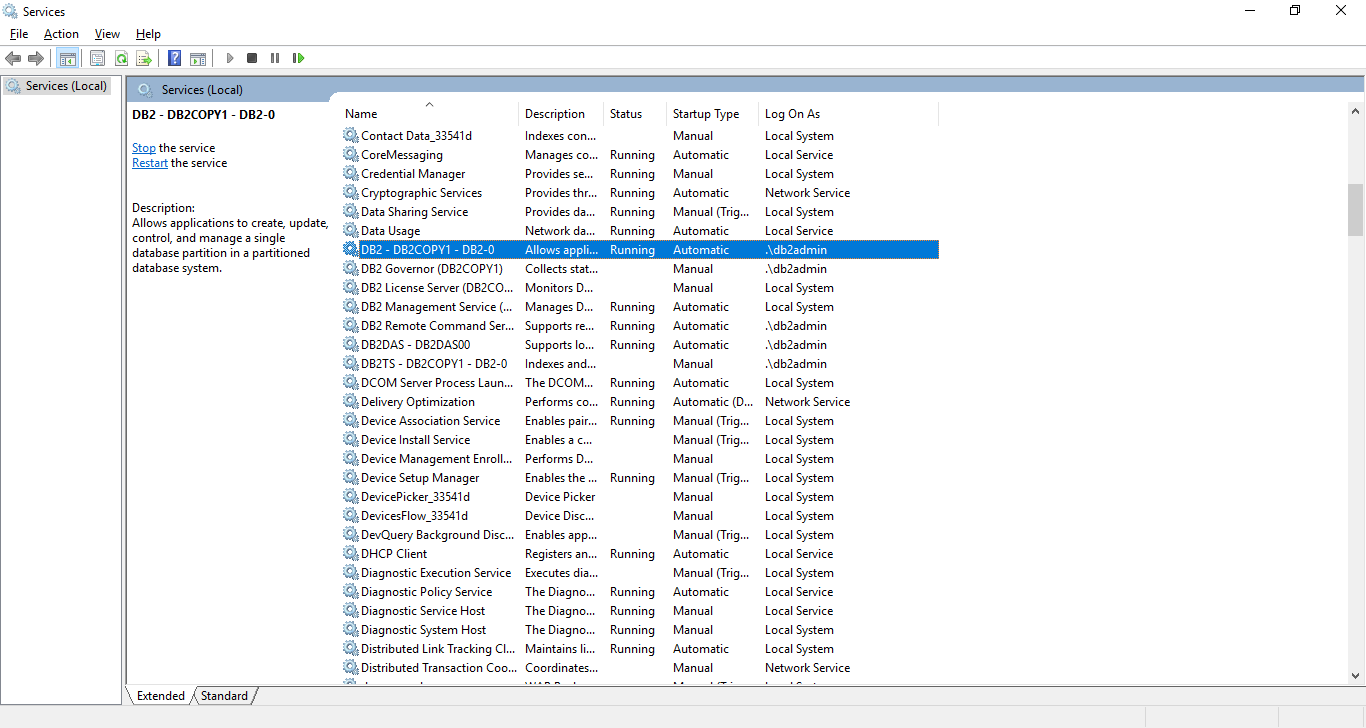 Services
File Action View Help
Services (Local)
Services (Local)
DB2 - DB2COPY1 - DB2-0
Stop the service
Restart the service
Description:
Allows applications to create, update,
control, and manage a single
database partition in a partitioned
database system.
Name Description Status Startup Type Log On As
Contact Data_33541d Indexes con... Manual Local System
CoreMessaging Manages co... Running Automatic Local Service
Credential Manager Provides se... Running Manual Local System
Cryptographic Services Provides thr... Running Automatic Network Service
Data Sharing Service Provides da... Running Manual (Trig... Local System
Data Usage Network da... Running Automatic Local Service
DB2 - DB2COPY1 - DB2-0 Allows appli... Running Automatic .\db2admin
DB2 Governor (DB2COPY1) Collects stat... Manual .\db2admin
DB2 License Server (DB2CO... Monitors D... Manual Local System
DB2 Management Service (... Manages D... Running Automatic Local System
DB2 Remote Command Ser... Supports re... Running Automatic .\db2admin
DB2DAS - DB2DAS00 Supports lo... Running Automatic .\db2admin
DB2TS - DB2COPY1 - DB2-0 Indexes and... Manual .\db2admin
DCOM Server Process Laun... The DCOM... Running Automatic Local System
Delivery Optimization Performs co... Running Automatic (D... Network Service
Device Association Service Enables pair... Running Manual (Trig... Local System
Device Install Service Enables a c... Manual (Trig... Local System
Device Management Enroll... Performs D... Manual Local System
Device Setup Manager Enables the ... Running Manual (Trig... Local System
DevicePicker_33541d Device Picker Manual Local System
DevicesFlow_33541d Device Disc... Manual Local System
DevQuery Background Disc... Enables app... Manual (Trig... Local System
DHCP Client Registers an... Running Automatic Local Service
Diagnostic Execution Service Executes dia... Manual (Trig... Local System
Diagnostic Policy Service The Diagno... Running Automatic Local Service
Diagnostic Service Host The Diagno... Running Manual Local Service
Diagnostic System Host The Diagno... Running Manual Local System
Distributed Link Tracking Cl... Maintains li... Running Automatic Local System
Distributed Transaction Coo... Coordinates... Manual Network Service
Extended Standard